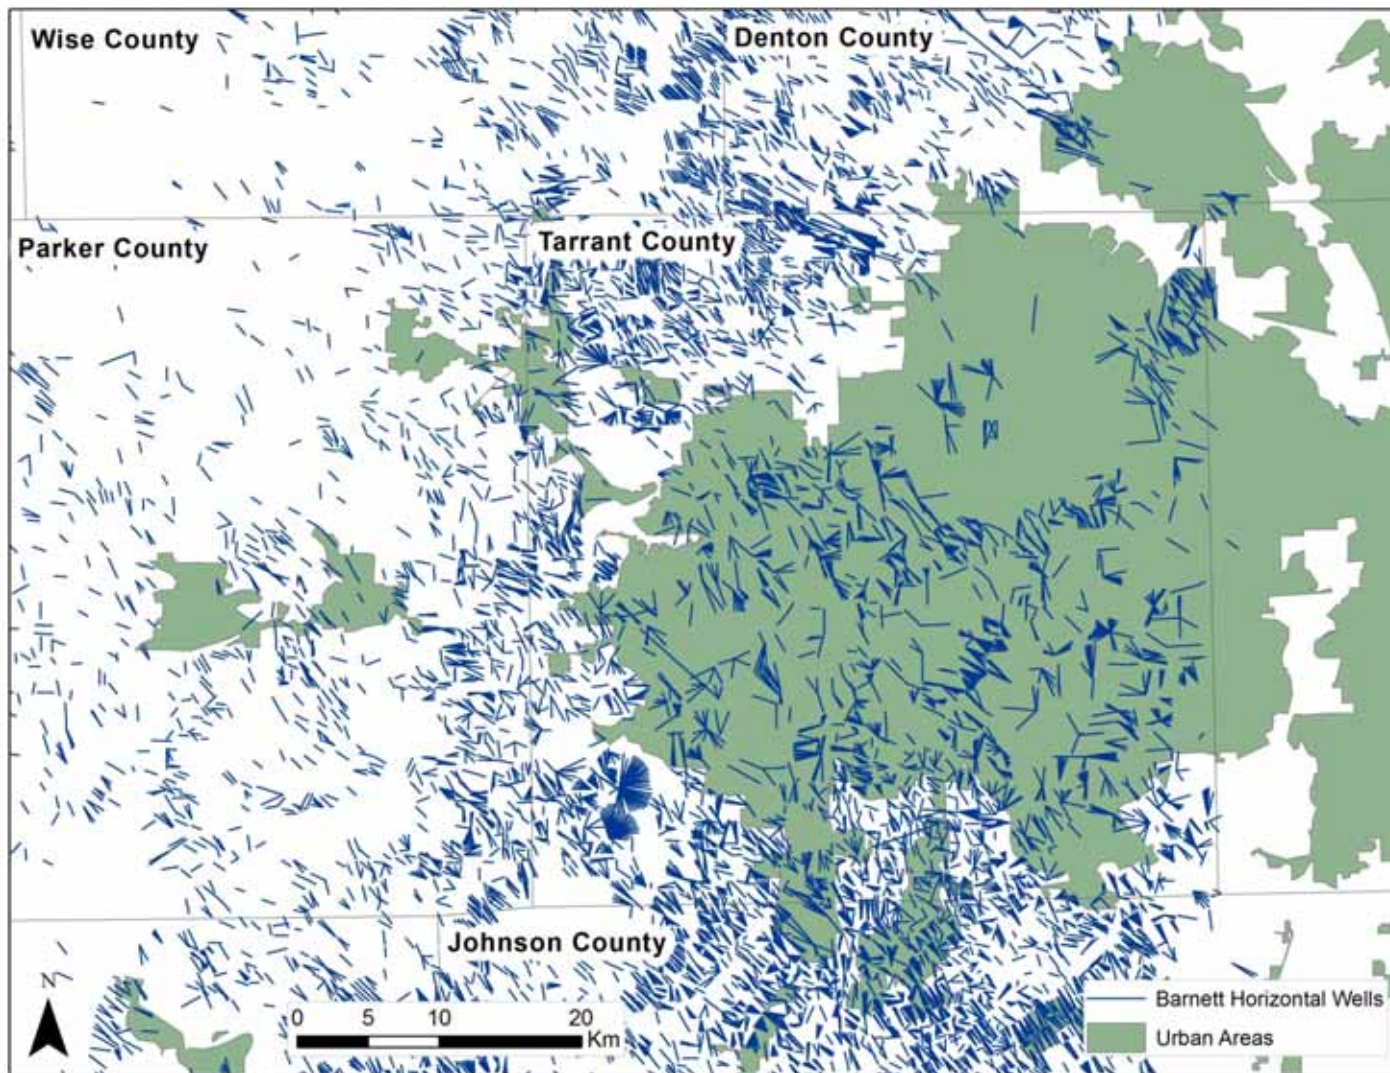 Wise County
Denton County
Parker County
Tarrant County
Johnson County
N
0 5 10 20
Km
Barnett Horizontal Wells
Urban Areas